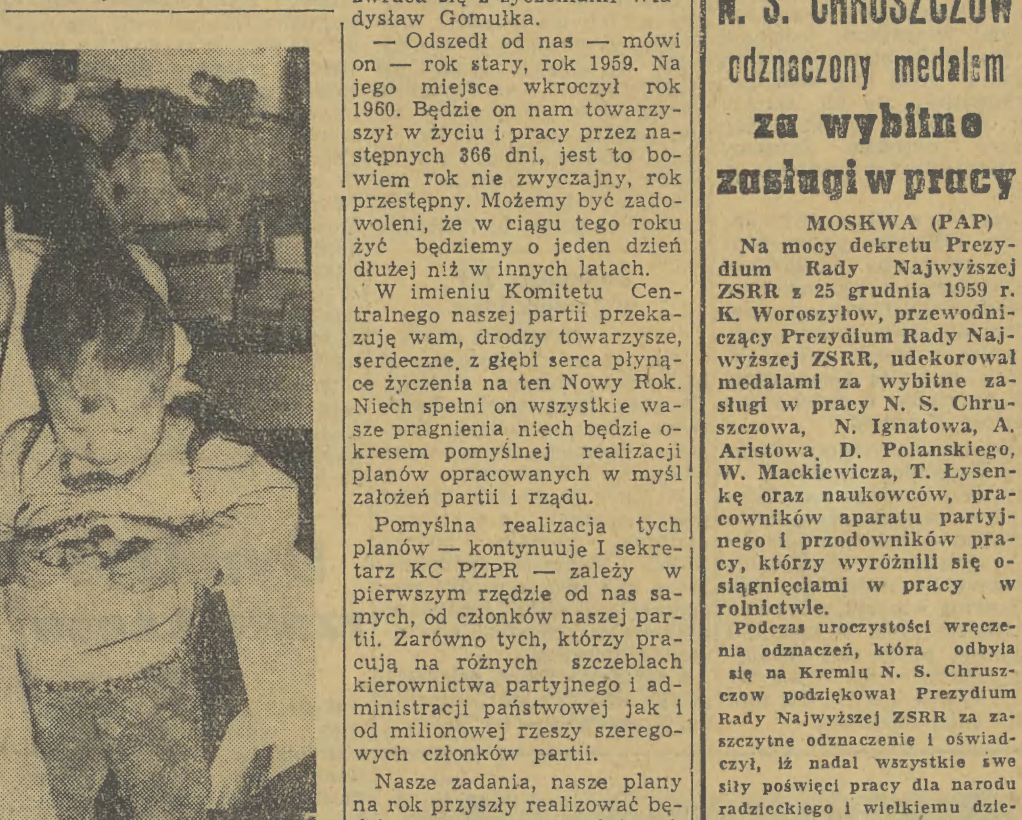 dysław Gomułka.
— Odszedł od nas — mówi
on — rok stary, rok 1959. Na
jego miejsce wkroczył rok
1960. Będzie on nam towarzy-
szył w życiu i pracy przez na-
stępnych 366 dni, jest to bo-
wiem rok nie zwyczajny, rok
przestępny. Możemy być zado-
woleni, że w ciągu tego roku
żyć będziemy o jeden dzień
dłużej niż w innych latach.
W imieniu Komitetu Cen-
tralnego naszej partii przeka-
zuję wam, drodzy towarzysze,
serdeczne, z głębi serca płyną-
ce życzenia na ten Nowy Rok.
Niech spełni on wszystkie wa-
sze pragnienia, niech będzie o-
kresem pomyślnej realizacji
planów opracowanych w myśl
założeń partii i rządu.
Pomyślna realizacja tych
planów — kontynuuje I sekre-
tarz KC PZPR — zależy w
pierwszym rzędzie od nas sa-
mych, od członków naszej par-
tii. Zarówno tych, którzy pra-
cują na różnych szczeblach
kierownictwa partyjnego i ad-
ministracji państwowej jak i
od milionowej rzeszy szerego-
wych członków partii.
Nasze zadania, nasze plany
na rok przyszły realizować bę-
N. S. CHRUSZCZOW
odznaczony medalem
za wybitne
zasługi w pracy
MOSKWA (PAP)
Na mocy dekretu Prezy-
dium Rady Najwyższej
ZSRR z 25 grudnia 1959 r.
K. Woroszyłow, przewodni-
czący Prezydium Rady Naj-
wyższej ZSRR, udekorował
medalami za wybitne za-
sługi w pracy N. S. Chru-
szczowa, N. Ignatowa, A.
Aristowa, D. Polanskiego,
W. Mackiewicza, T. Łysen-
kę oraz naukowców, pra-
cowników aparatu partyj-
nego i przodowników pra-
cy, którzy wyróżnili się o-
siągnięciami w pracy w
rolnictwie.
Podczas uroczystości wręcze-
nia odznaczeń, która odbyła
się na Kremlu N. S. Chrusz-
czow podziękował Prezydium
Rady Najwyższej ZSRR za za-
szczytne odznaczenie i oświad-
czył, iż nadal wszystkie swe
siły poświęci pracy dla narodu
radzieckiego i wielkiemu dzie-